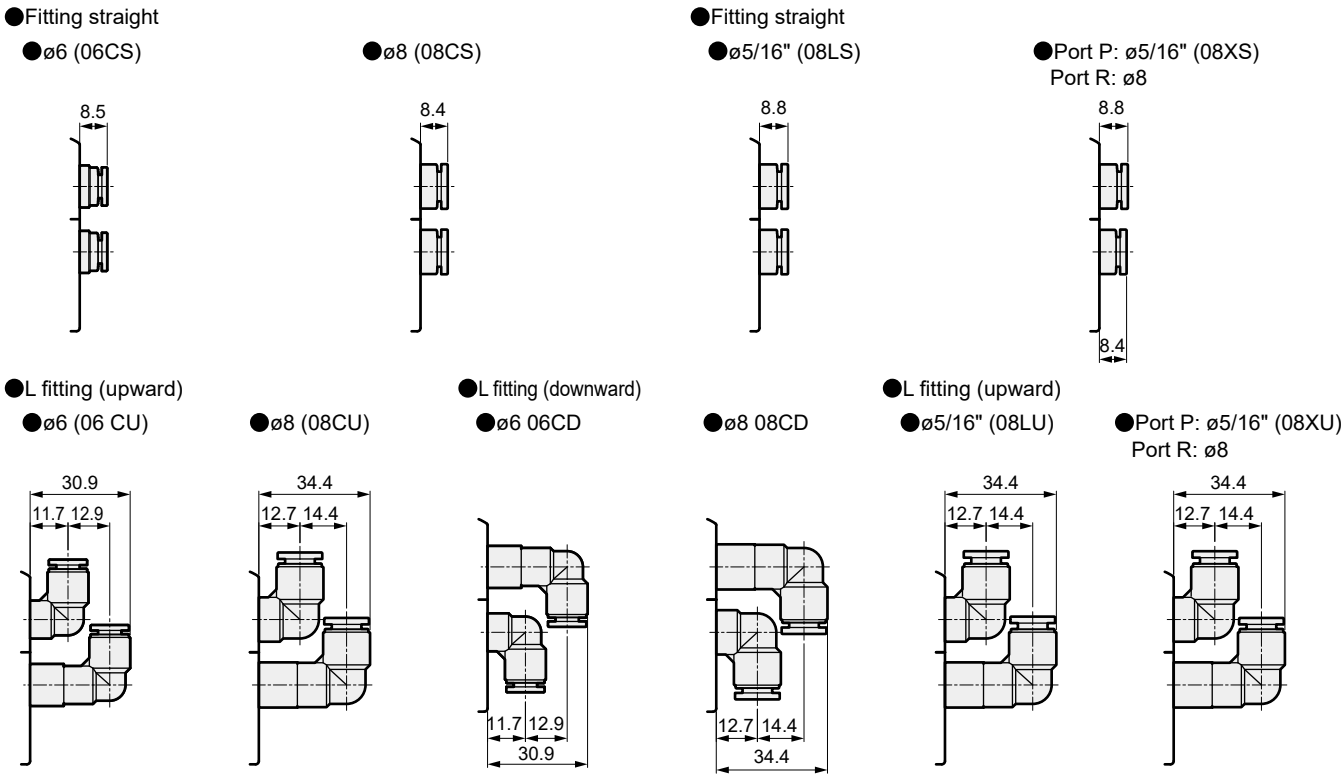 ●Fitting straight
●ø6 (06CS)
8.5
●ø8 (08CS)
8.4
●Fitting straight
●ø5/16" (08LS)
8.8
●Port P: ø5/16" (08XS)
Port R: ø8
8.8
8.4
●L fitting (upward)
●ø6 (06 CU)
30.9
11.7 12.9
●ø8 (08CU)
34.4
12.7 14.4
●L fitting (downward)
●ø6 06CD
11.7 12.9
30.9
●ø8 08CD
12.7 14.4
34.4
●L fitting (upward)
●ø5/16" (08LU)
34.4
12.7 14.4
●Port P: ø5/16" (08XU)
Port R: ø8
34.4
12.7 14.4